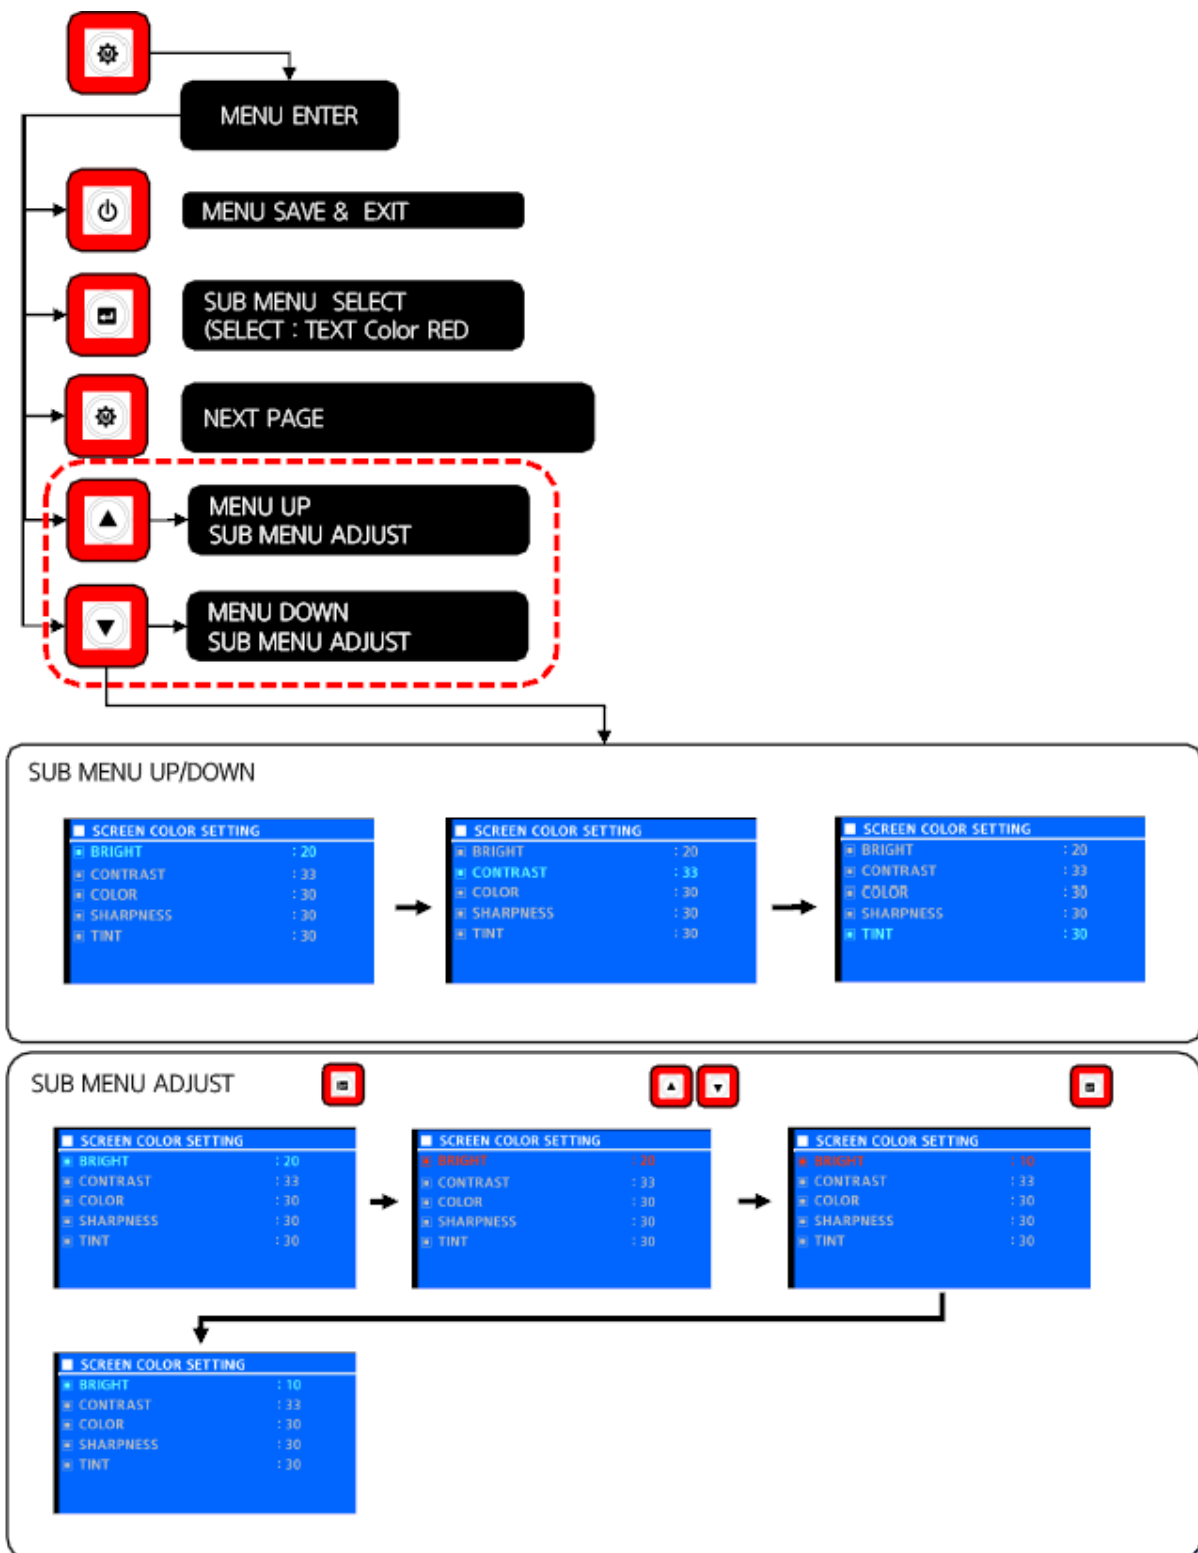 MENU ENTER
MENU SAVE & EXIT
SUB MENU SELECT
(SELECT : TEXT Color RED
NEXT PAGE
MENU UP
SUB MENU ADJUST
MENU DOWN
SUB MENU ADJUST
SUB MENU UP/DOWN
SCREEN COLOR SETTING
BRIGHT : 20
CONTRAST : 33
COLOR : 30
SHARPNESS : 30
TINT : 30
SCREEN COLOR SETTING
BRIGHT : 20
CONTRAST : 33
COLOR : 30
SHARPNESS : 30
TINT : 30
SCREEN COLOR SETTING
BRIGHT : 20
CONTRAST : 33
COLOR : 30
SHARPNESS : 30
TINT : 30
SUB MENU ADJUST
SCREEN COLOR SETTING
BRIGHT : 20
CONTRAST : 33
COLOR : 30
SHARPNESS : 30
TINT : 30
SCREEN COLOR SETTING
BRIGHT : 20
CONTRAST : 33
COLOR : 30
SHARPNESS : 30
TINT : 30
SCREEN COLOR SETTING
BRIGHT : 10
CONTRAST : 33
COLOR : 30
SHARPNESS : 30
TINT : 30
SCREEN COLOR SETTING
BRIGHT : 10
CONTRAST : 33
COLOR : 30
SHARPNESS : 30
TINT : 30